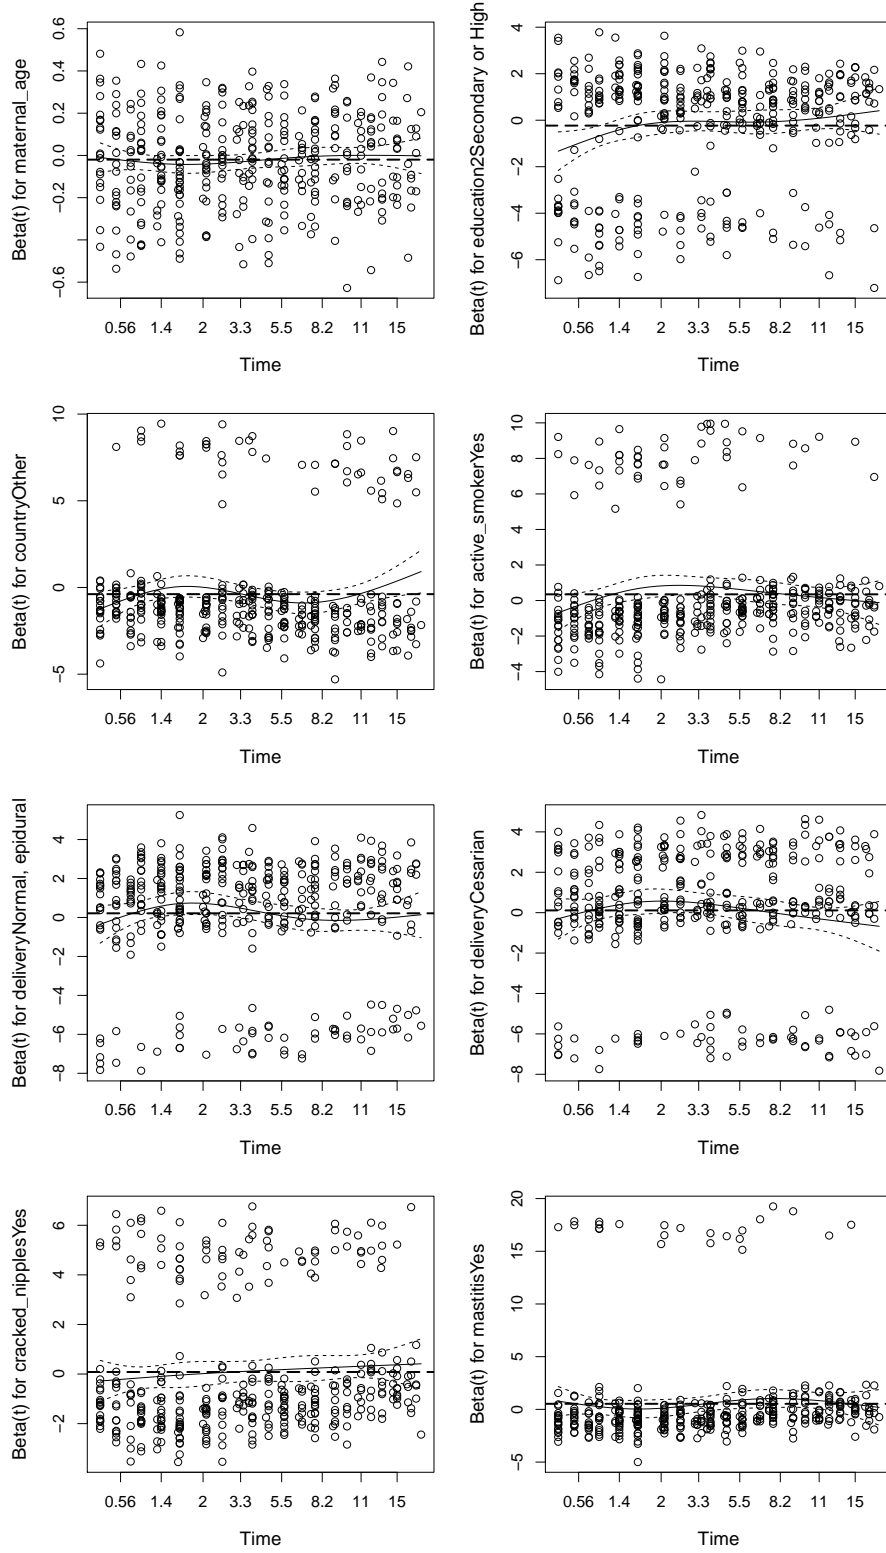 Beta(t) for maternal_age
0.6
0.4
0.2
0.0
−0.2
−0.6
0.56 1.4 2 3.3 5.5 8.2 11 15
Time
Beta(t) for education2Secondary or High
4
2
0
−2
−4
−6
0.56 1.4 2 3.3 5.5 8.2 11 15
Time
Beta(t) for countryOther
10
5
0
−5
0.56 1.4 2 3.3 5.5 8.2 11 15
Time
Beta(t) for active_smokerYes
10
8
6
4
2
0
−2
−4
0.56 1.4 2 3.3 5.5 8.2 11 15
Time
Beta(t) for deliveryNormal, epidural
4
2
0
−2
−4
−6
−8
0.56 1.4 2 3.3 5.5 8.2 11 15
Time
Beta(t) for deliveryCesarian
4
2
0
−2
−4
−6
−8
0.56 1.4 2 3.3 5.5 8.2 11 15
Time
Beta(t) for cracked_nipplesYes
6
4
2
0
−2
0.56 1.4 2 3.3 5.5 8.2 11 15
Time
Beta(t) for mastitisYes
20
15
10
5
0
−5
0.56 1.4 2 3.3 5.5 8.2 11 15
Time